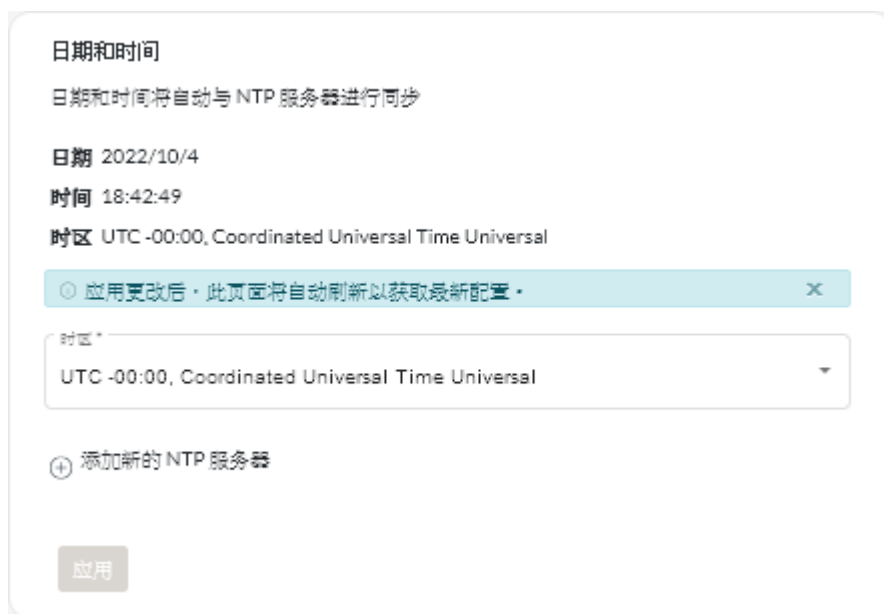 日期和时间
日期和时间将自动与 NTP 服务器进行同步
日期 2022/10/4
时间 18:42:49
时区 UTC -00:00, Coordinated Universal Time Universal
应用更改后，此页面将自动刷新以获取最新配置。
时区 *
UTC -00:00, Coordinated Universal Time Universal
添加新的 NTP 服务器
应用